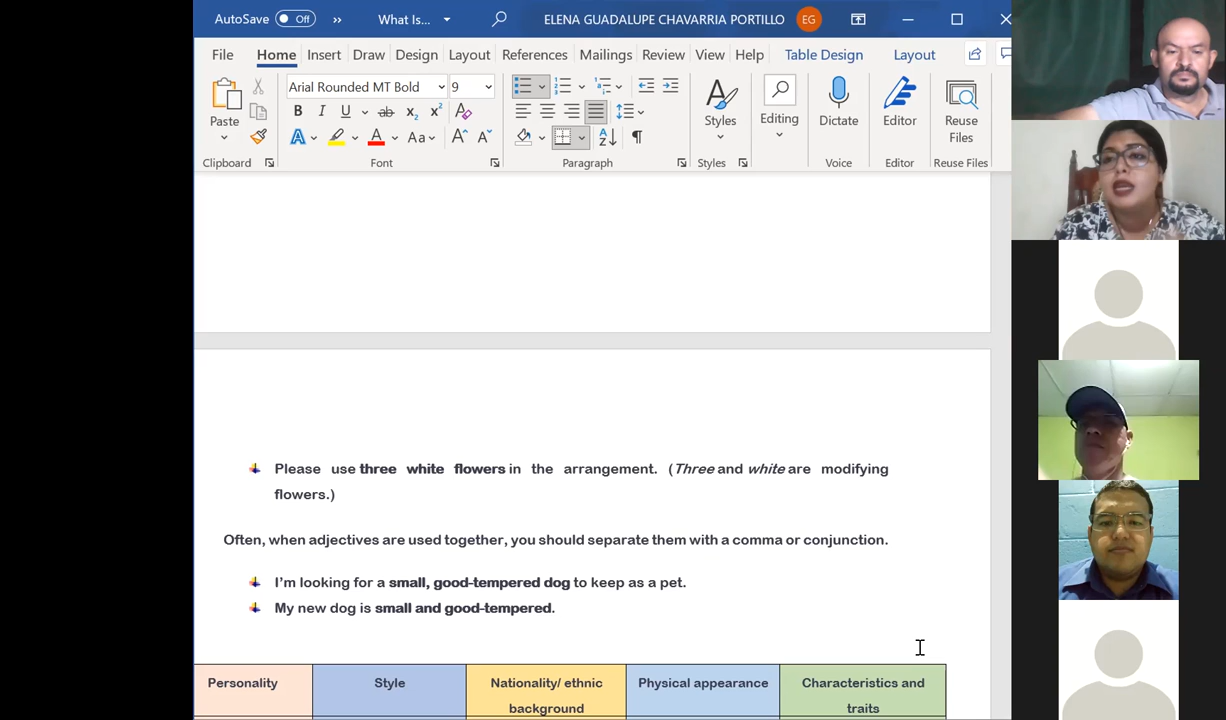 AutoSave Off What Is... ELENA GUADALUPE CHAVARRIA PORTILLO EG
File Home Insert Draw Design Layout References Mailings Review View Help Table Design Layout
Arial Rounded MT Bold 9
Paste
Styles
Editing
Dictate
Editor
Reuse
Files
Clipboard Font Paragraph Styles Voice Editor Reuse Files
Please use three white flowers in the arrangement. (Three and white are modifying
flowers.)
Often, when adjectives are used together, you should separate them with a comma or conjunction.
I'm looking for a small, good-tempered dog to keep as a pet.
My new dog is small and good-tempered.
Personality Style Nationality/ ethnic Physical appearance Characteristics and
background traits